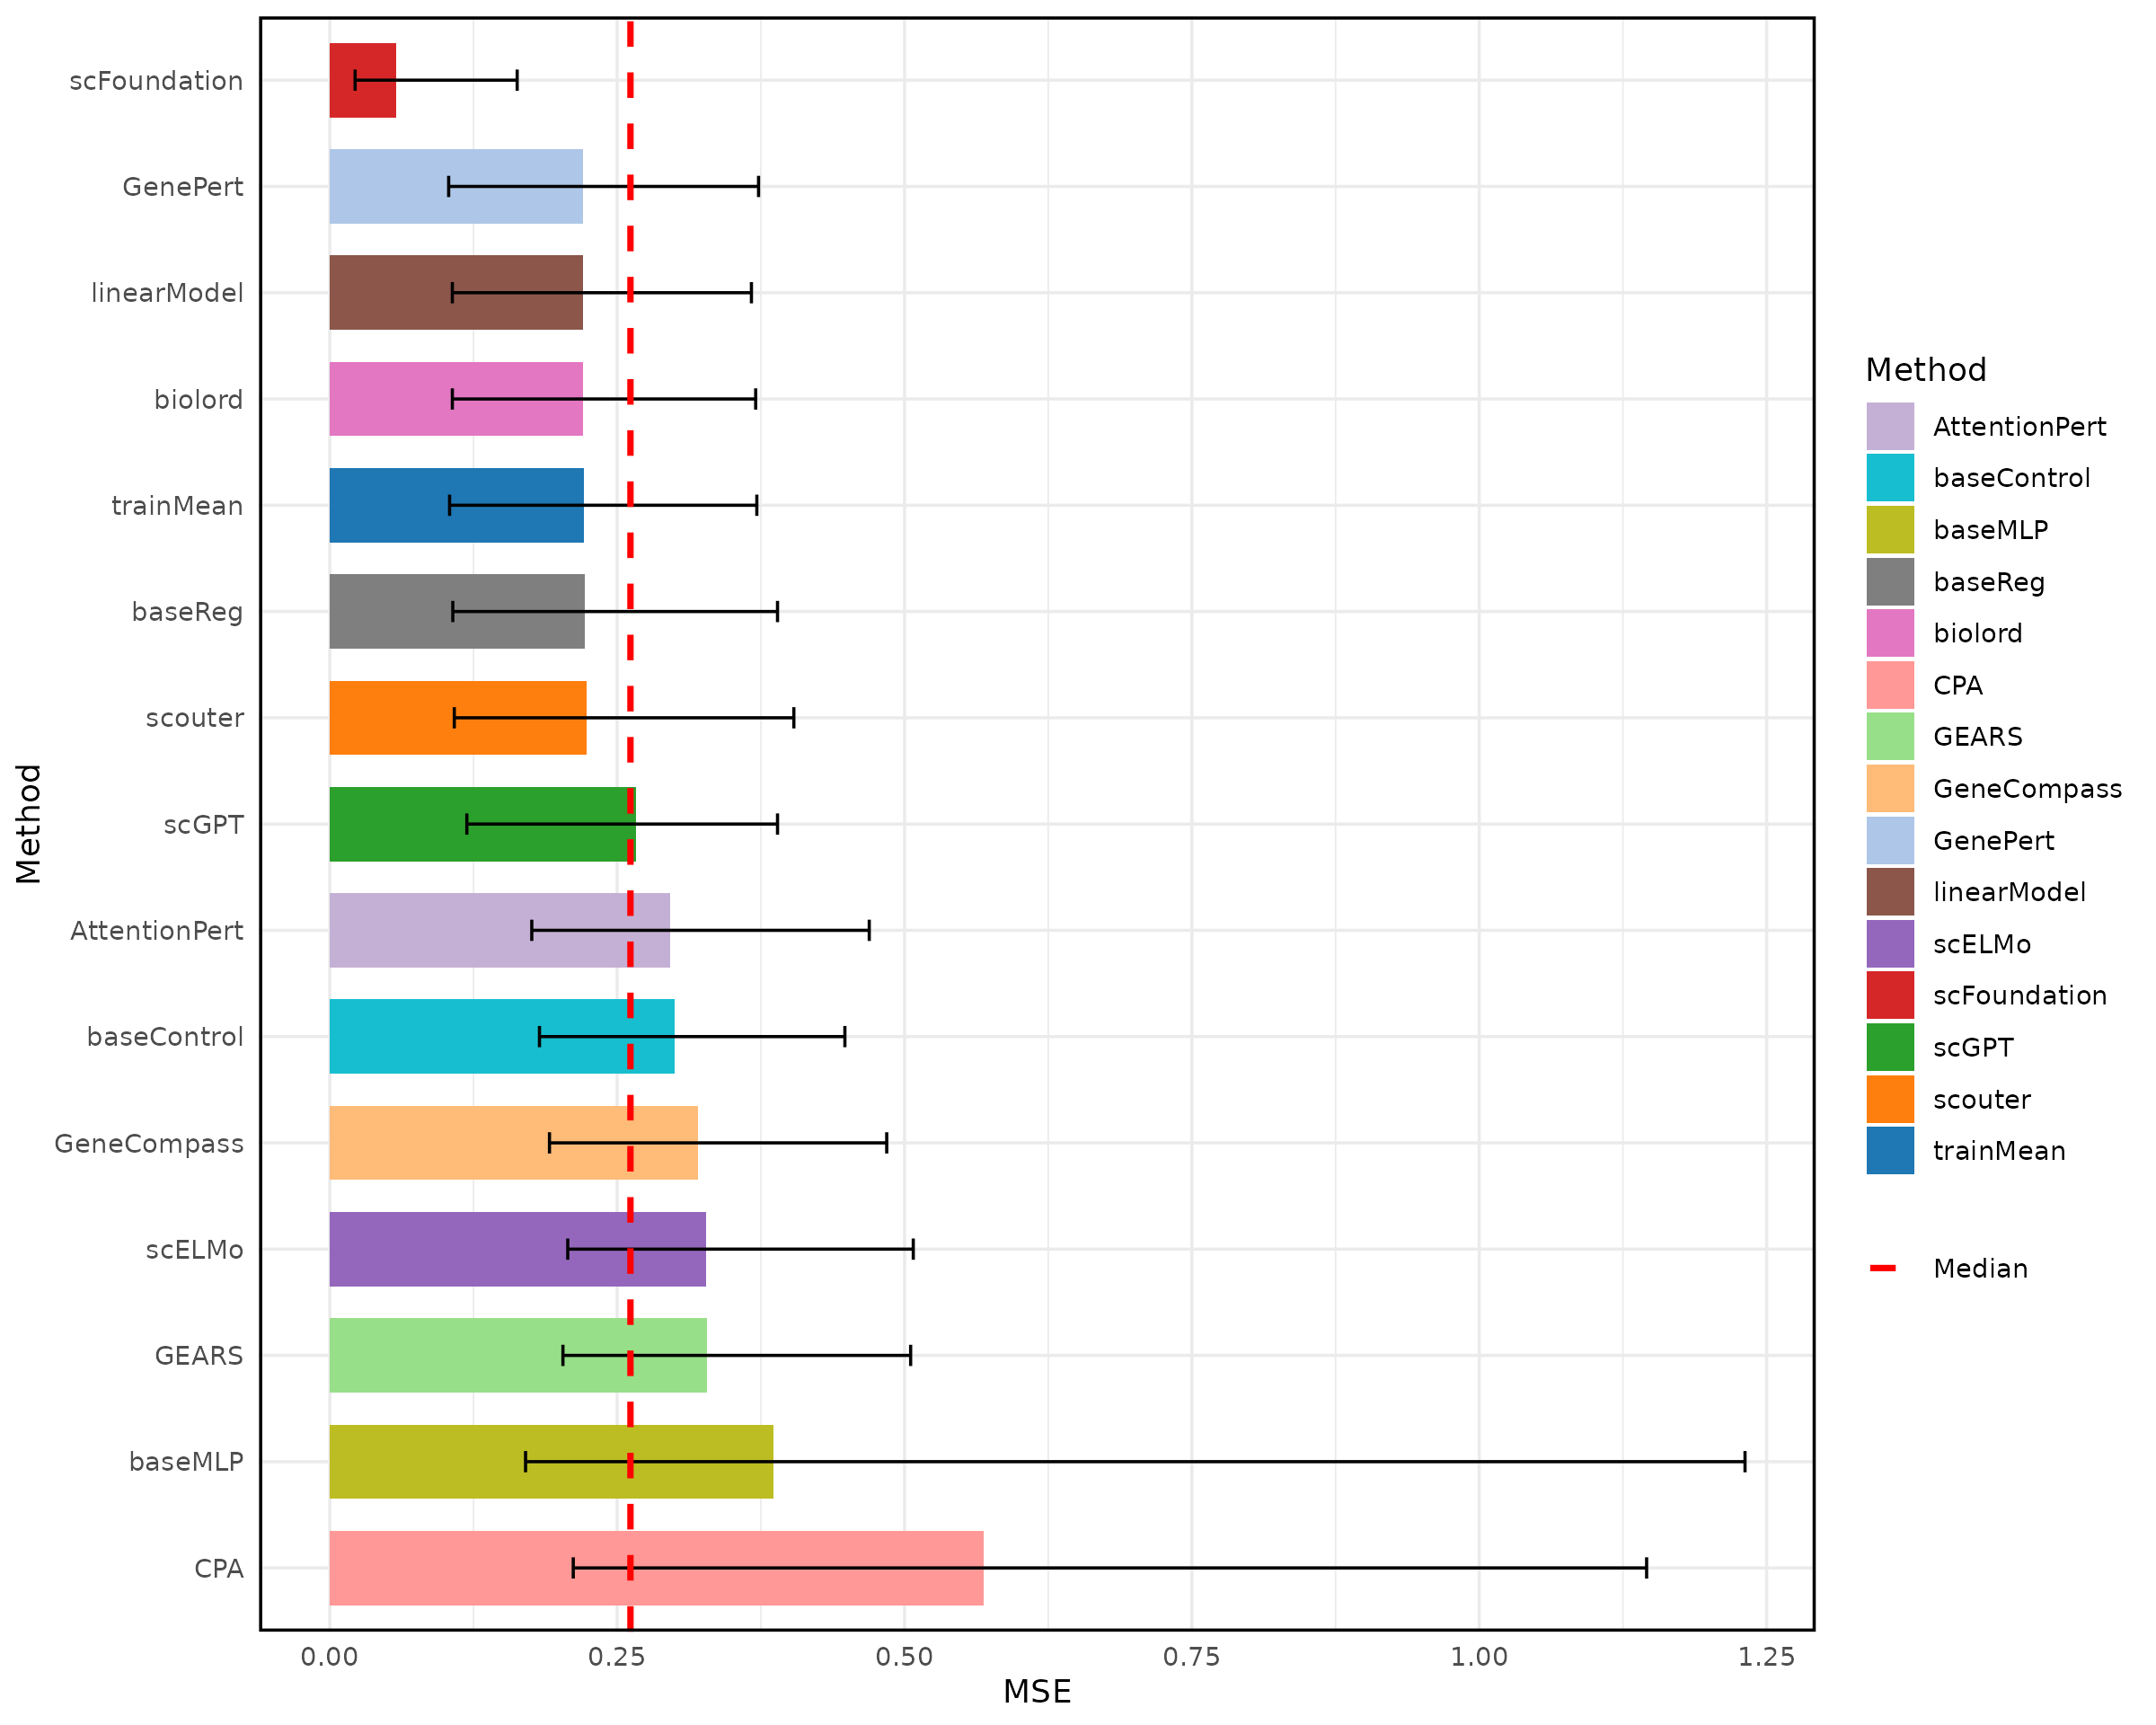 scFoundation
GenePert
linearModel
biolord
trainMean
baseReg
scouter
scGPT
AttentionPert
baseControl
GeneCompass
scELMo
GEARS
baseMLP
CPA
Method
0.00 0.25 0.50 0.75 1.00 1.25
MSE
Method
AttentionPert
baseControl
baseMLP
baseReg
biolord
CPA
GEARS
GeneCompass
GenePert
linearModel
scELMo
scFoundation
scGPT
scouter
trainMean
Median